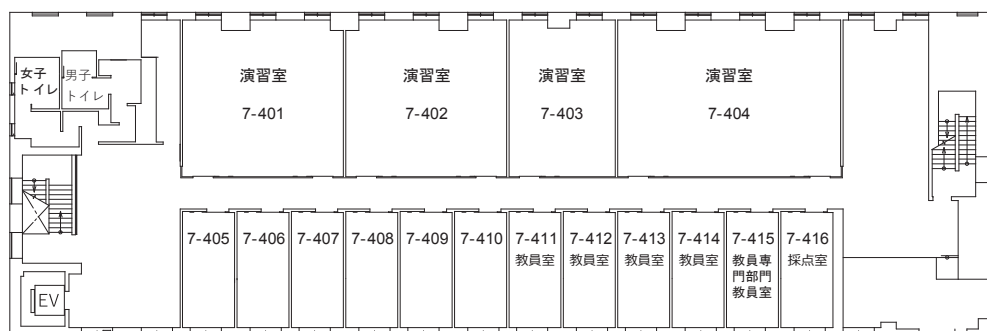 女子
トイレ
男子
トイレ
演習室
7-401
演習室
7-402
演習室
7-403
演習室
7-404
7-405
7-406
7-407
7-408
7-409
7-410
7-411
教員室
7-412
教員室
7-413
教員室
7-414
教員室
7-415
教員専
門部門
教員室
7-416
採点室
EV